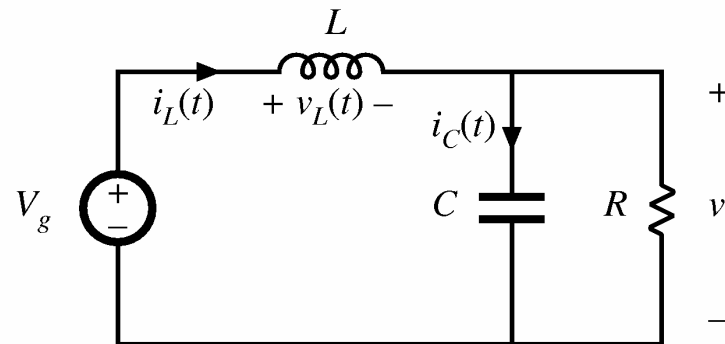 L
i_L(t)
+ v_L(t) –
i_C(t)
+
V_g
+
–
C
R
v
–